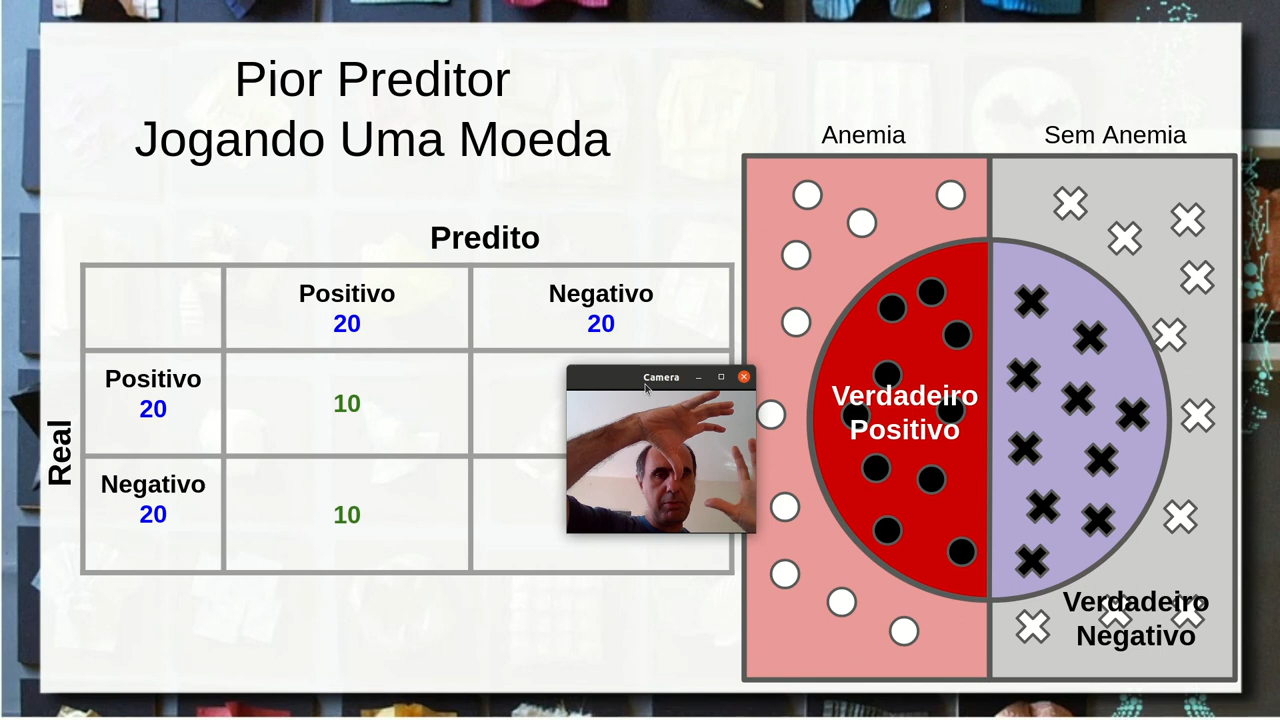 Pior Preditor
Jogando Uma Moeda
Anemia
Sem Anemia
Predito
Positivo
20
Negativo
20
Real
Positivo
20
10
Negativo
20
10
Camera
Verdadeiro
Positivo
Verdadeiro
Negativo